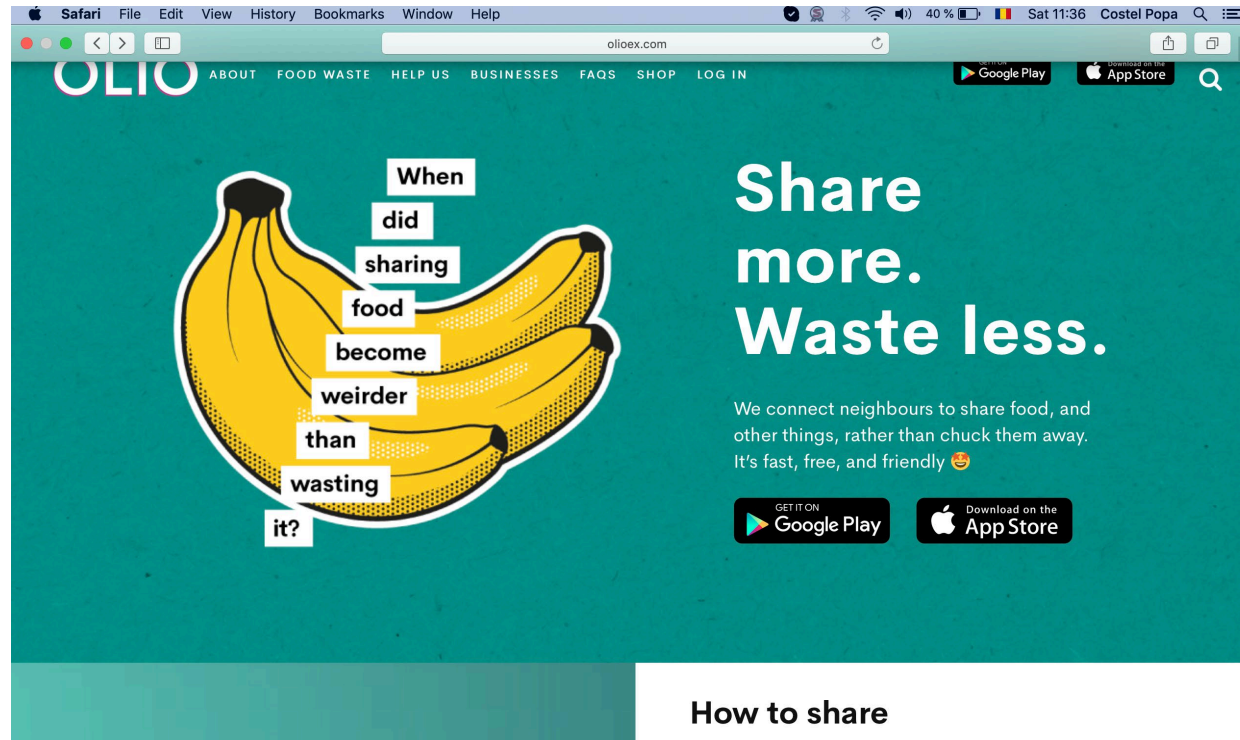 Safari File Edit View History Bookmarks Window Help 40 % Sat 11:36 Costel Popa
olioex.com
OLIO ABOUT FOOD WASTE HELP US BUSINESSES FAQS SHOP LOG IN
GET IT ON
Google Play
Download on the
App Store
When
did
sharing
food
become
weirder
than
wasting
it?
Share
more.
Waste less.
We connect neighbours to share food, and
other things, rather than chuck them away.
It's fast, free, and friendly 🤩
GET IT ON
Google Play
Download on the
App Store
How to share